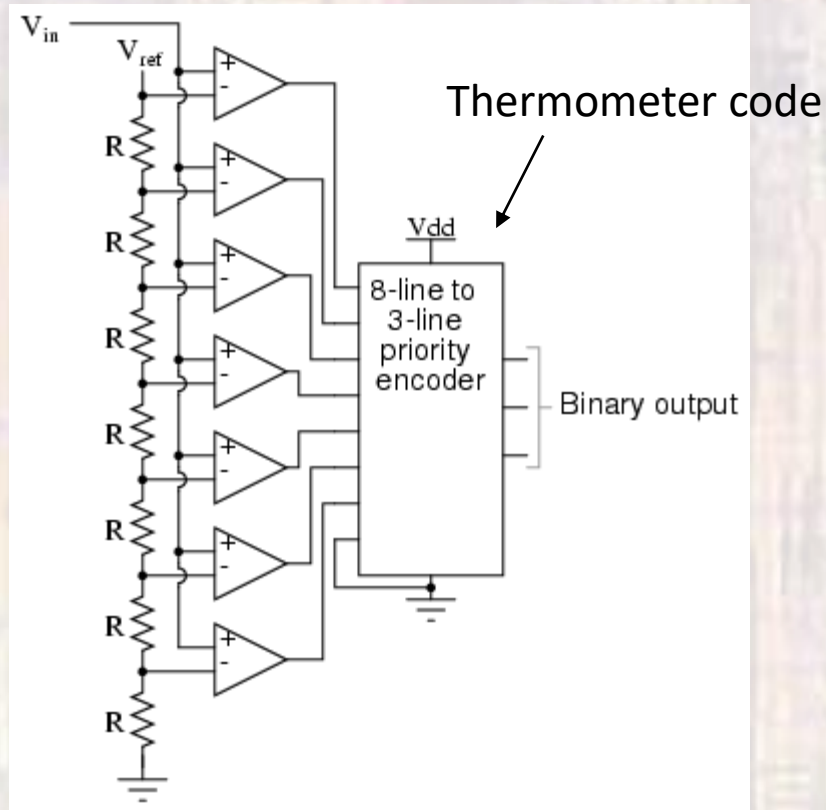 V_in
V_ref
Thermometer code
R
+
-
+
-
R
+
-
R
+
-
R
+
-
R
+
-
R
+
-
R
Vdd
8-line to
3-line
priority
encoder
Binary output